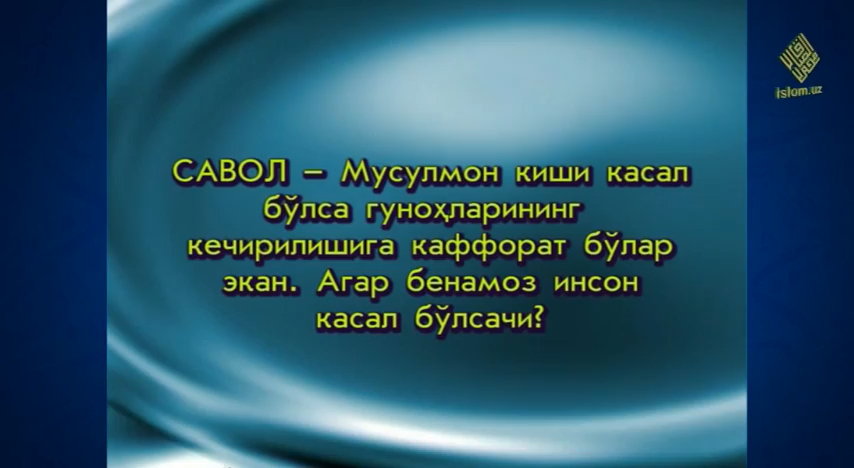 islom.uz
САВОЛ – Мусулмон киши касал
бўлса гуноҳларининг
кечирилишига каффорат бўлар
экан. Агар бенамоз инсон
касал бўлсачи?